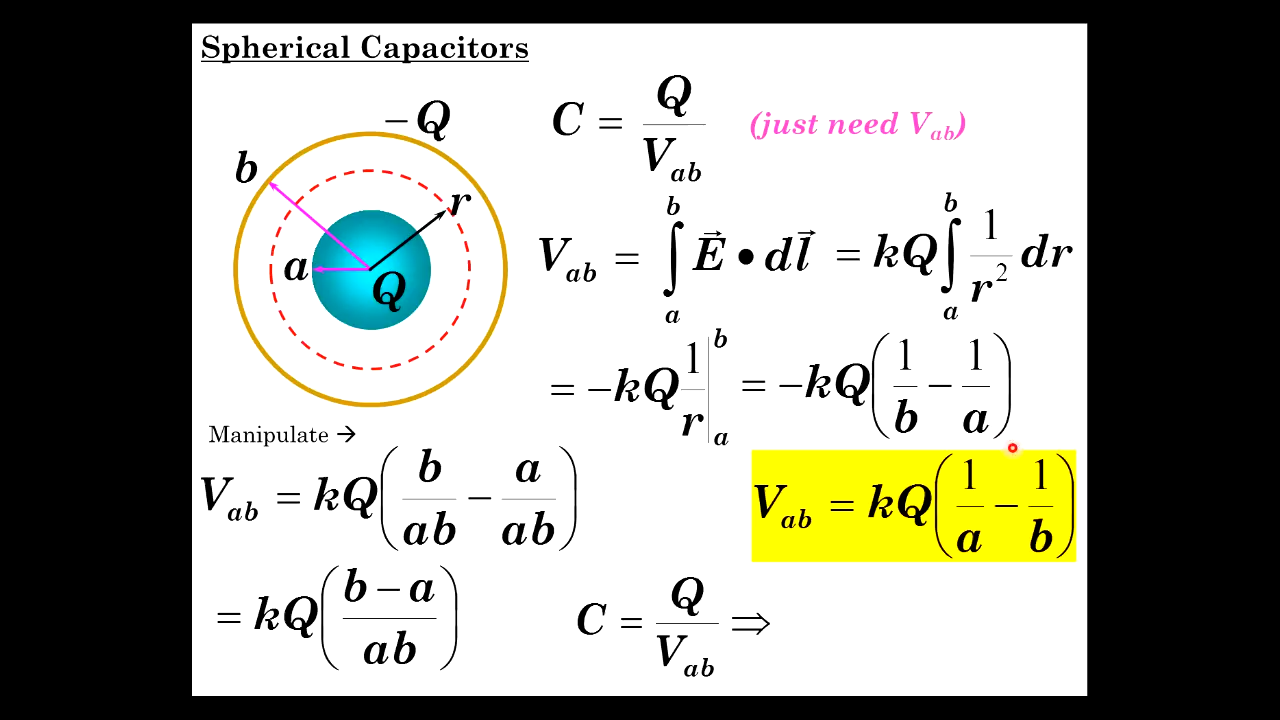 Spherical Capacitors
−Q
b
r
a
Q
C = Q / V_ab
(just need V_ab)
V_ab = ∫_a^b E⃗ • dl⃗ = kQ ∫_a^b 1/r² dr
= −kQ 1/r |_a^b = −kQ(1/b − 1/a)
Manipulate →
V_ab = kQ(b/ab − a/ab)
V_ab = kQ(1/a − 1/b)
= kQ((b − a)/ab)
C = Q / V_ab ⇒